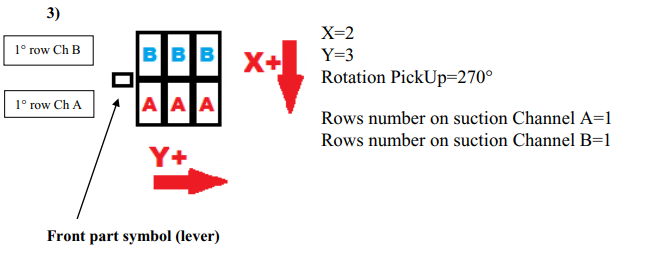 3)
1° row Ch B
B B B
X+
X=2
Y=3
Rotation PickUp=270°
1° row Ch A
A A A
Rows number on suction Channel A=1
Rows number on suction Channel B=1
Y+
Front part symbol (lever)